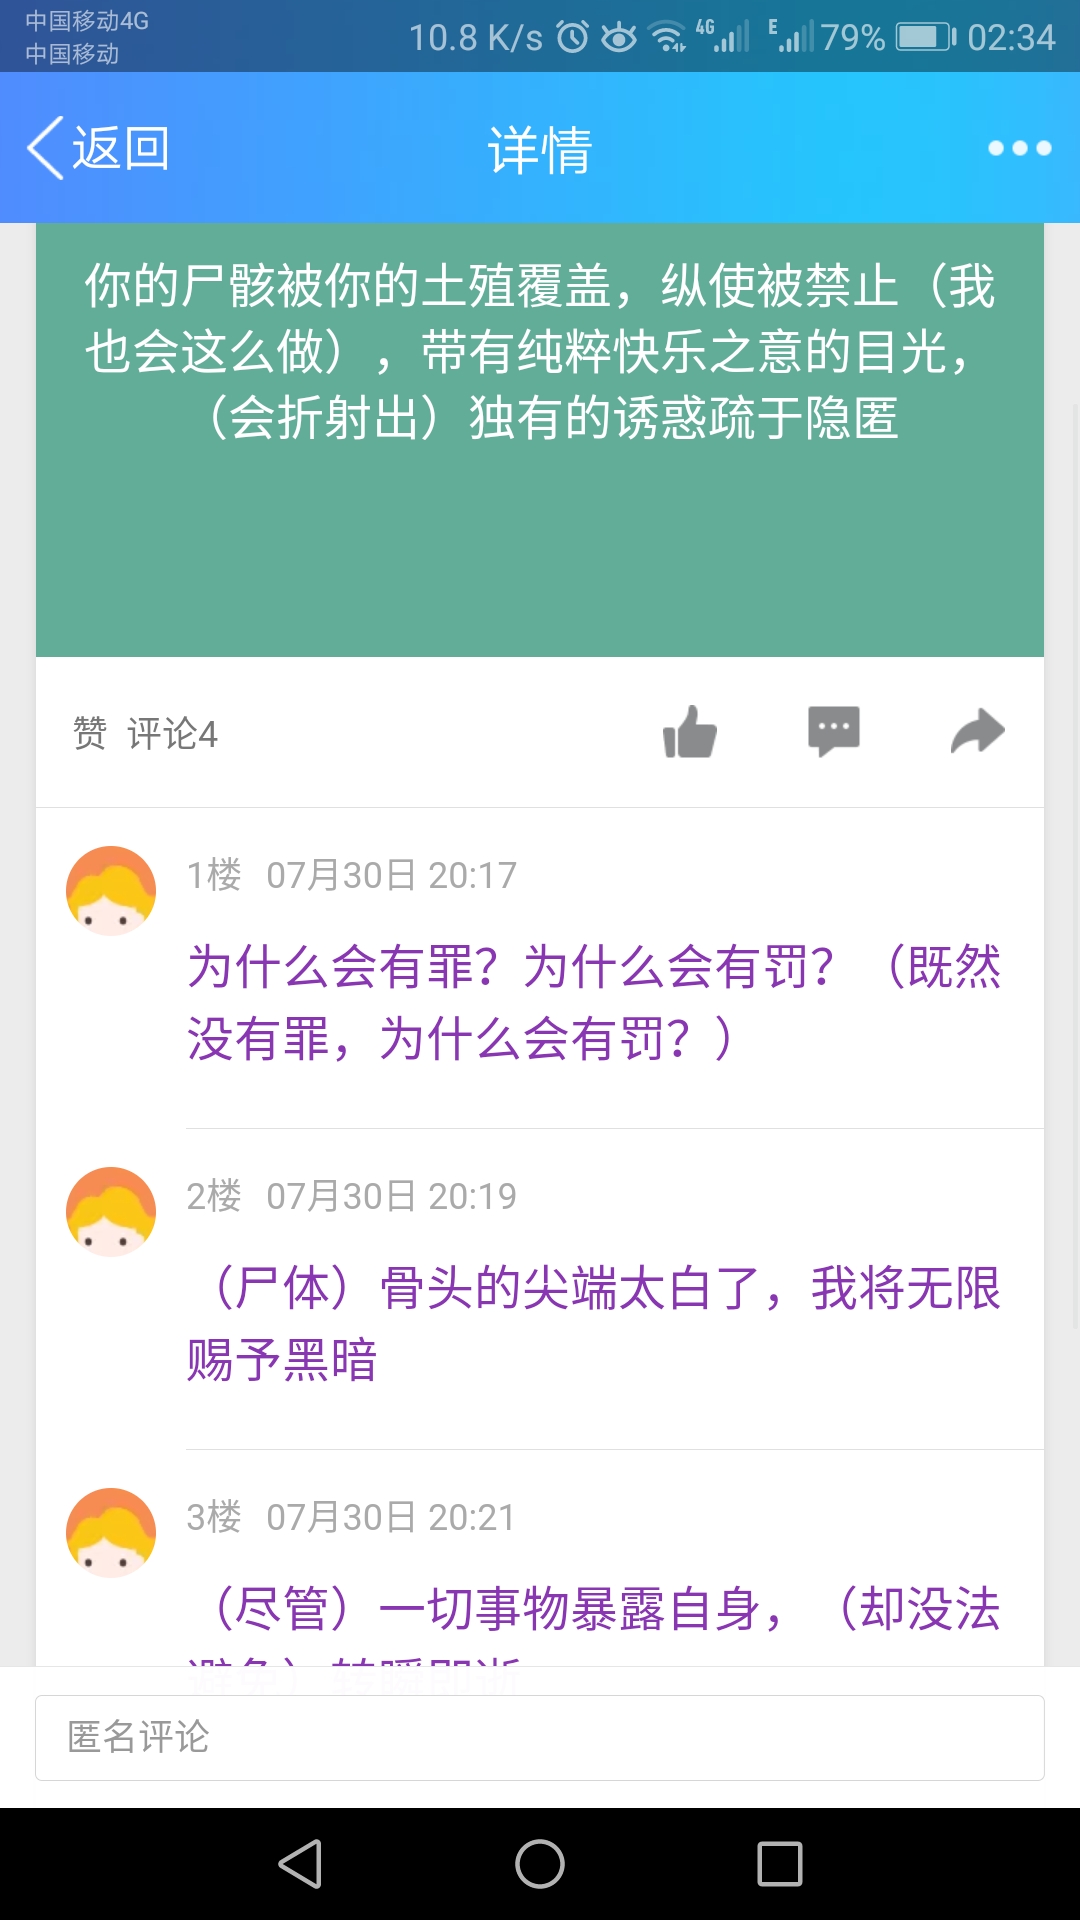 中国移动4G
中国移动
10.8 K/s
4G
E
79%
02:34
返回
详情
你的尸骸被你的土殖覆盖，纵使被禁止（我
也会这么做），带有纯粹快乐之意的目光，
（会折射出）独有的诱惑疏于隐匿
赞 评论4
1楼 07月30日 20:17
为什么会有罪？为什么会有罚？（既然
没有罪，为什么会有罚？）
2楼 07月30日 20:19
（尸体）骨头的尖端太白了，我将无限
赐予黑暗
3楼 07月30日 20:21
（尽管）一切事物暴露自身，（却没法
避免）转瞬即逝
匿名评论